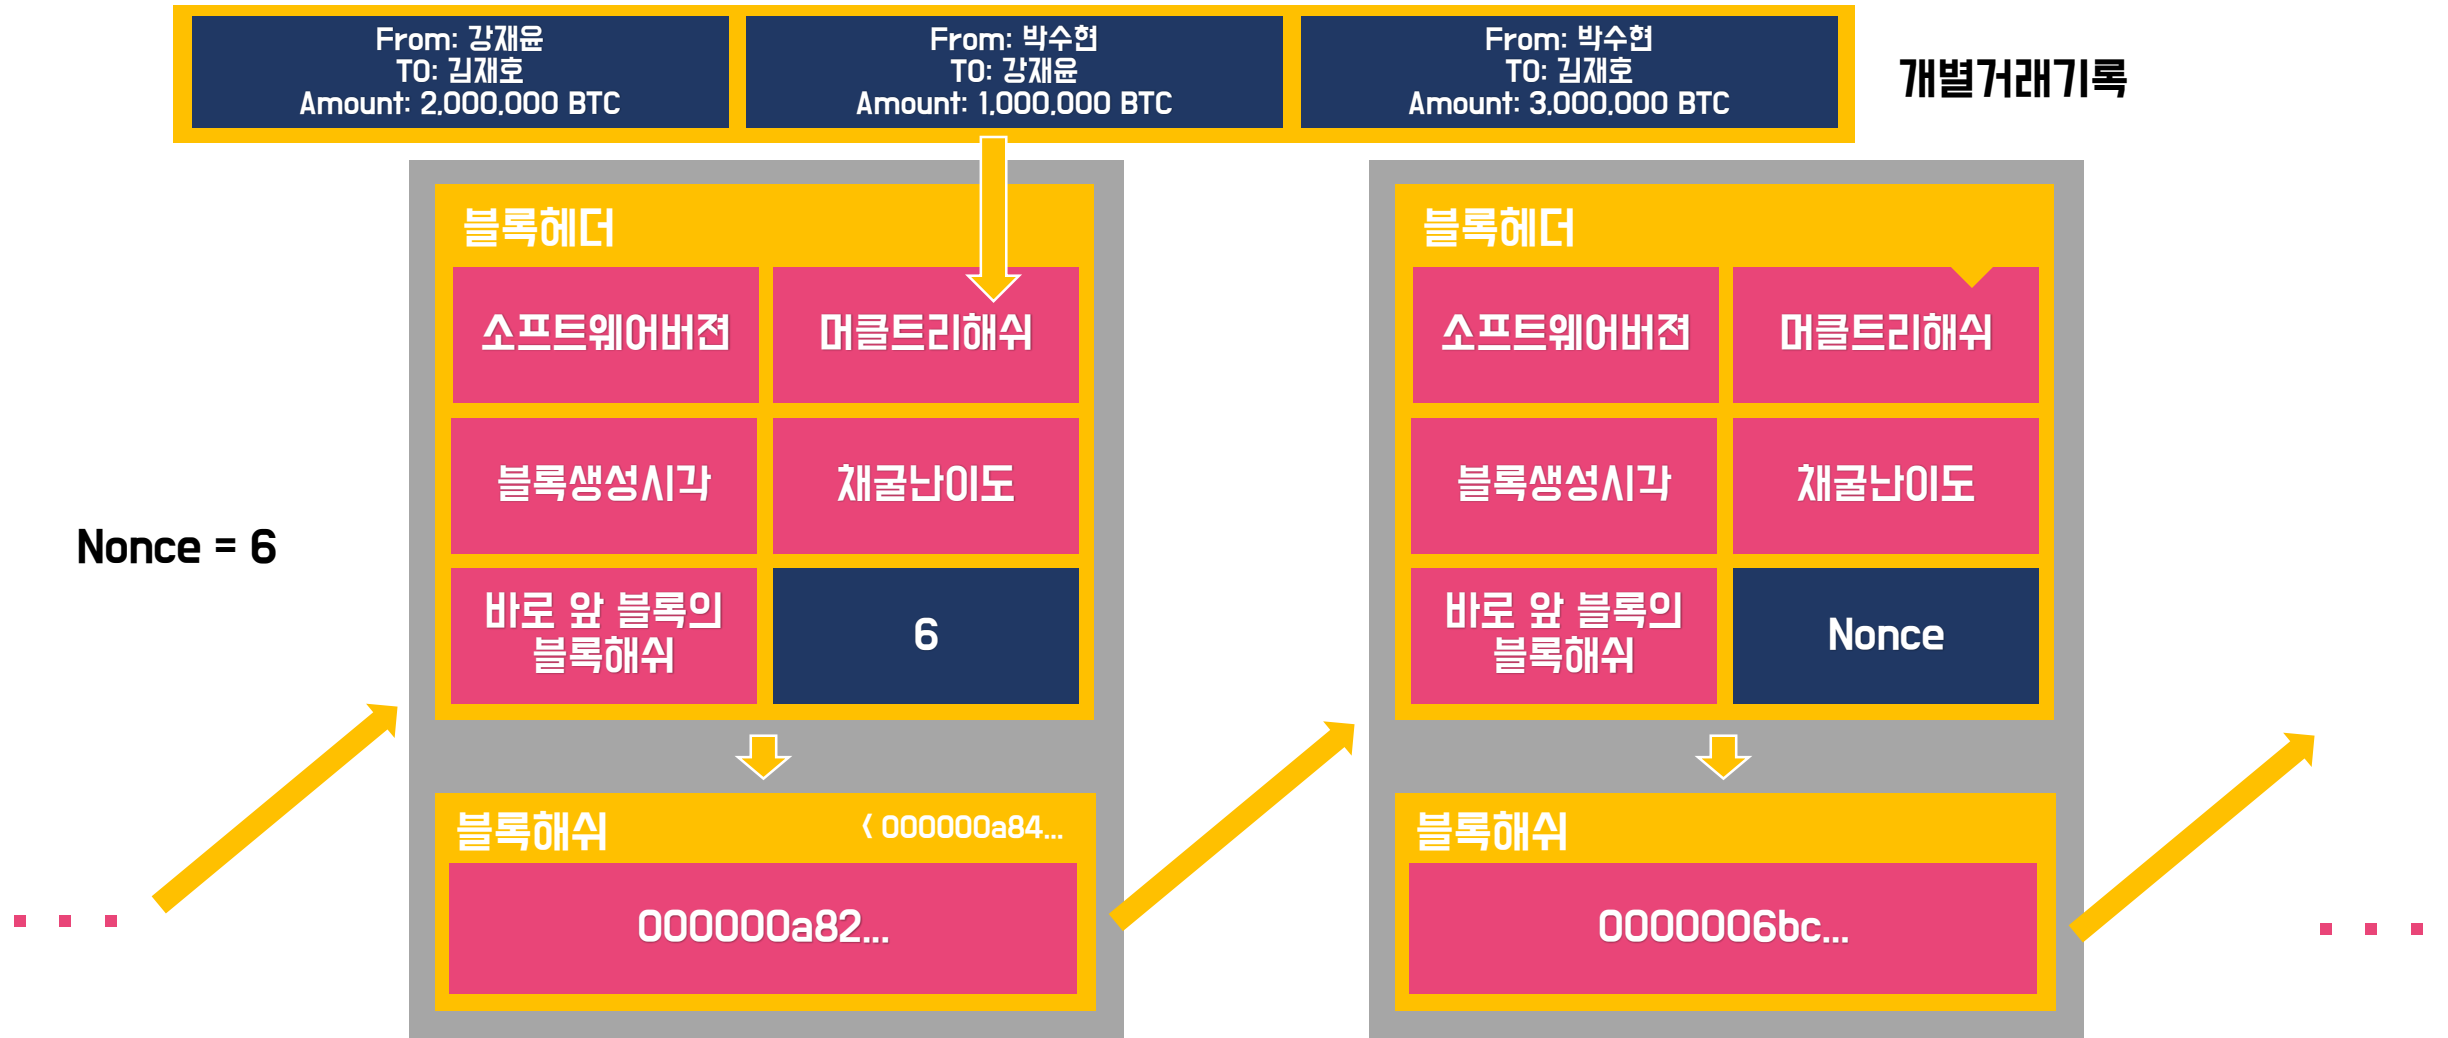 From: 강재윤
TO: 김재호
Amount: 2,000,000 BTC
From: 박수현
TO: 강재윤
Amount: 1,000,000 BTC
From: 박수현
TO: 김재호
Amount: 3,000,000 BTC
개별거래기록
Nonce = 6
블록헤더
소프트웨어버젼
머클트리해쉬
블록생성시각
채굴난이도
바로 앞 블록의
블록해쉬
6
블록해쉬
< 000000a84...
000000a82...
블록헤더
소프트웨어버젼
머클트리해쉬
블록생성시각
채굴난이도
바로 앞 블록의
블록해쉬
Nonce
블록해쉬
0000006bc...